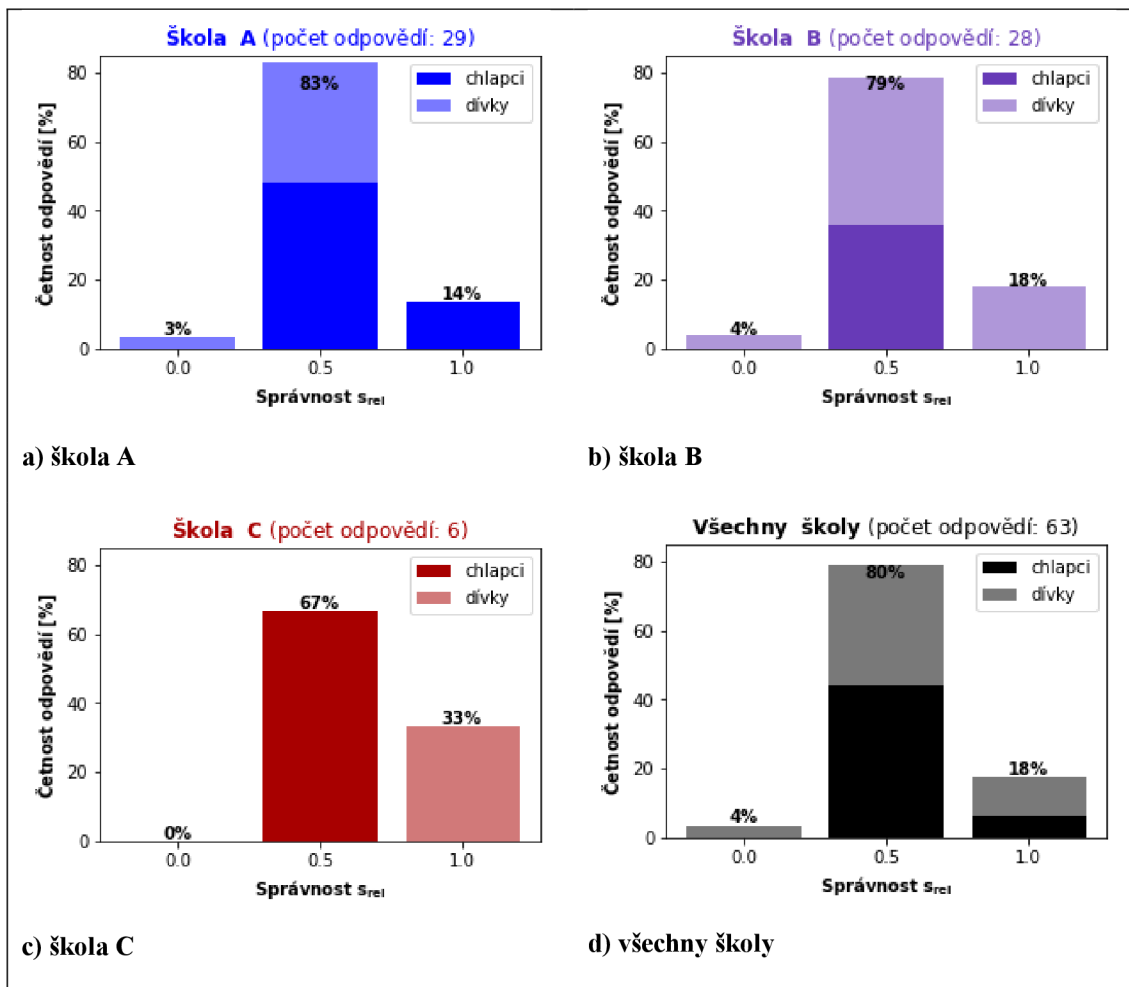 Škola A (počet odpovědí: 29)
Četnost odpovědí [%]
80
60
40
20
0
83%
3%
14%
chlapci
dívky
0.0 0.5 1.0
Správnost s_rel
a) škola A
Škola B (počet odpovědí: 28)
Četnost odpovědí [%]
80
60
40
20
0
79%
4%
18%
chlapci
dívky
0.0 0.5 1.0
Správnost s_rel
b) škola B
Škola C (počet odpovědí: 6)
Četnost odpovědí [%]
80
60
40
20
0
67%
33%
0%
chlapci
dívky
0.0 0.5 1.0
Správnost s_rel
c) škola C
Všechny školy (počet odpovědí: 63)
Četnost odpovědí [%]
80
60
40
20
0
80%
4%
18%
chlapci
dívky
0.0 0.5 1.0
Správnost s_rel
d) všechny školy